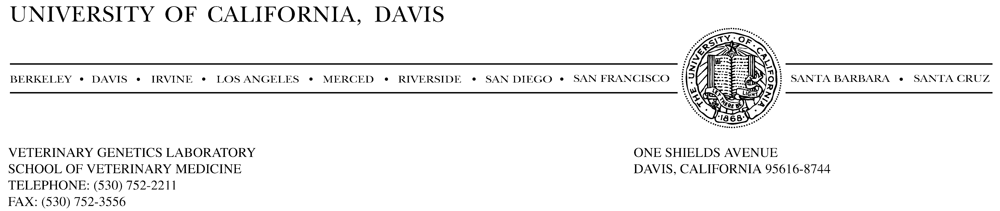 UNIVERSITY OF CALIFORNIA, DAVIS
BERKELEY • DAVIS • IRVINE • LOS ANGELES • MERCED • RIVERSIDE • SAN DIEGO • SAN FRANCISCO
THE · UNIVERSITY · OF · CALIFORNIA ·
A
LET THERE BE LIGHT
·1868·
SANTA BARBARA • SANTA CRUZ
VETERINARY GENETICS LABORATORY
SCHOOL OF VETERINARY MEDICINE
TELEPHONE: (530) 752-2211
FAX: (530) 752-3556
ONE SHIELDS AVENUE
DAVIS, CALIFORNIA 95616-8744